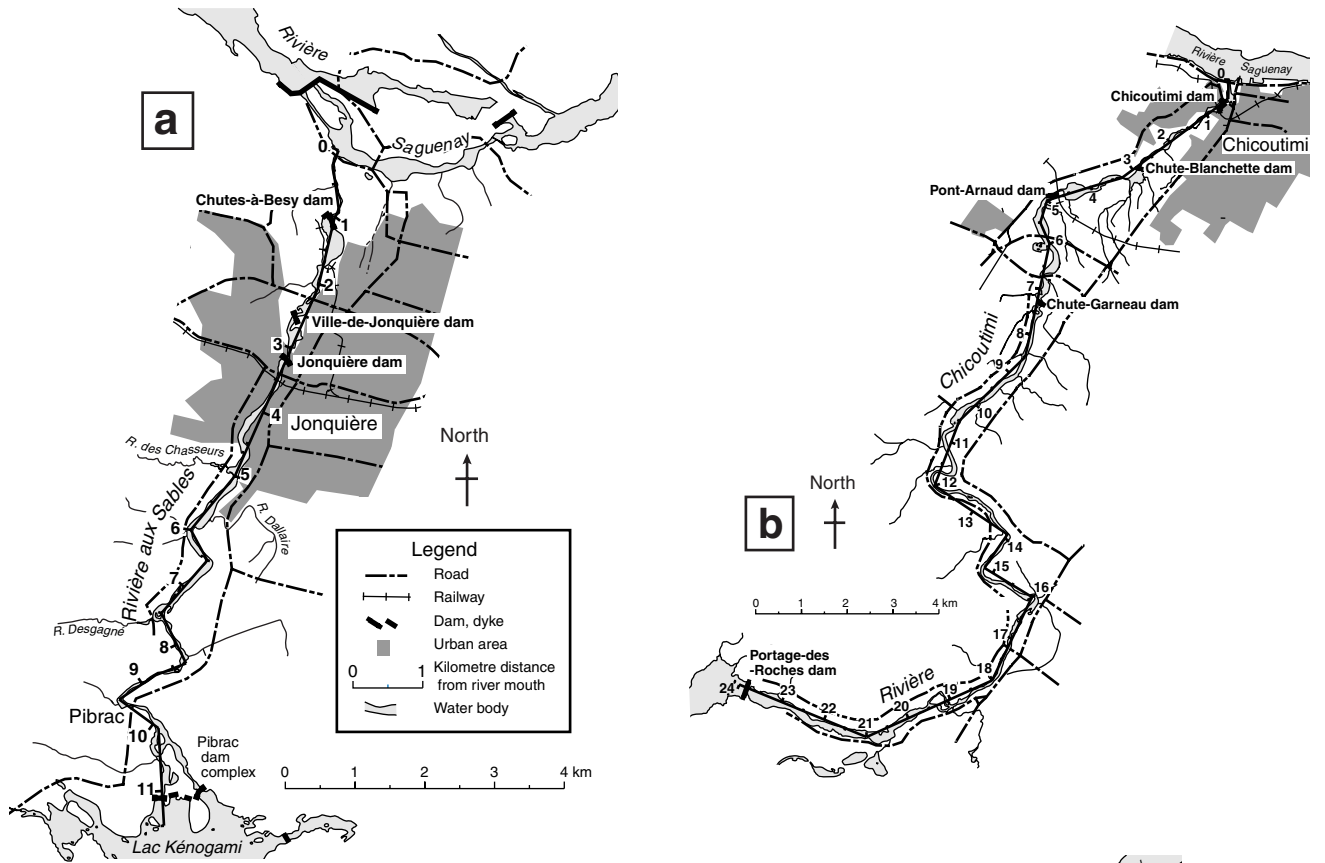 a
Rivière
Saguenay
0
Chutes-à-Besy dam
1
2
Ville-de-Jonquière dam
3
Jonquière dam
4
Jonquière
R. des Chasseurs
5
Rivière aux Sables
6
R. Dallaire
7
R. Desgagné
8
9
Pibrac
10
Pibrac
dam
complex
11
Lac Kénogami
North
Legend
Road
Railway
Dam, dyke
Urban area
0 1 Kilometre distance
from river mouth
Water body
0 1 2 3 4 km
b
Rivière Saguenay
0
Chicoutimi dam
1
2
Chicoutimi
3
Chute-Blanchette dam
Pont-Arnaud dam
4
5
6
7
Chute-Garneau dam
8
Chicoutimi
9
10
11
12
13
14
15
16
17
18
19
Rivière
20
21
22
23
24
Portage-des
-Roches dam
North
0 1 2 3 4 km